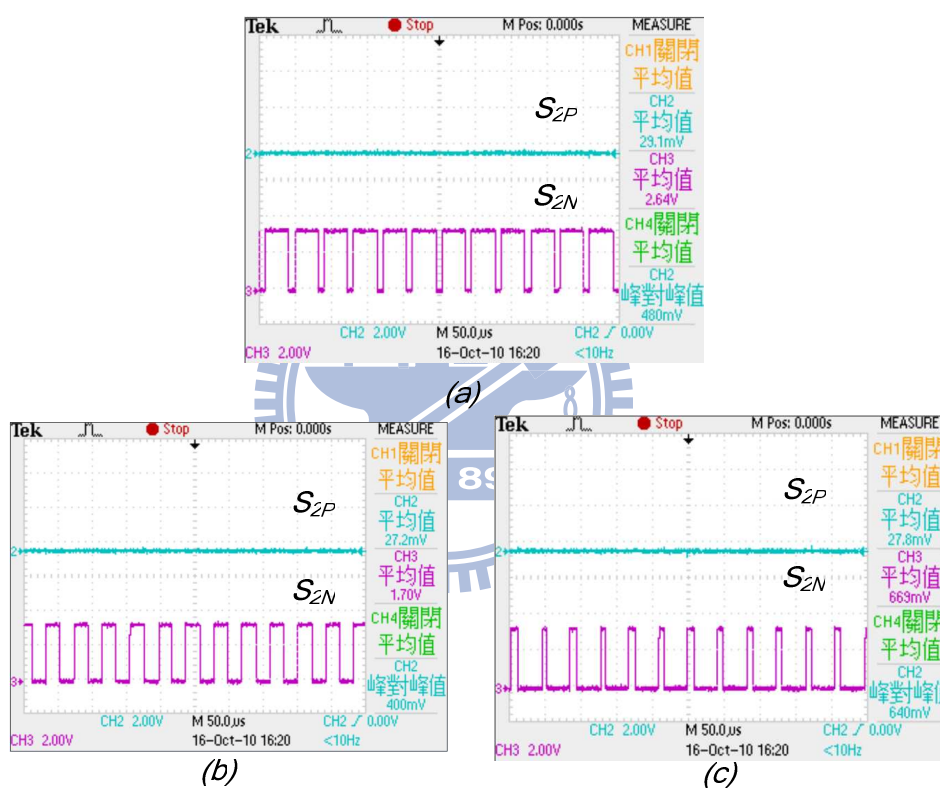 Tek
Stop
M Pos: 0.000s
MEASURE
CH1關閉
平均值
CH2
平均值
29.1mV
CH3
平均值
2.64V
CH4關閉
平均值
CH2
峰對峰值
480mV
S2P
S2N
2
3
CH2 2.00V
M 50.0µs
CH2 0.00V
CH3 2.00V
16-Oct-10 16:20
<10Hz
(a)
89
Tek
Stop
M Pos: 0.000s
MEASURE
CH1關閉
平均值
CH2
平均值
27.2mV
CH3
平均值
1.70V
CH4關閉
平均值
CH2
峰對峰值
400mV
S2P
S2N
2
3
CH2 2.00V
M 50.0µs
CH2 0.00V
CH3 2.00V
16-Oct-10 16:20
<10Hz
(b)
Tek
Stop
M Pos: 0.000s
MEASURE
CH1關閉
平均值
CH2
平均值
27.8mV
CH3
平均值
669mV
CH4關閉
平均值
CH2
峰對峰值
640mV
S2P
S2N
2
3
CH2 2.00V
M 50.0µs
CH2 0.00V
CH3 2.00V
16-Oct-10 16:20
<10Hz
(c)